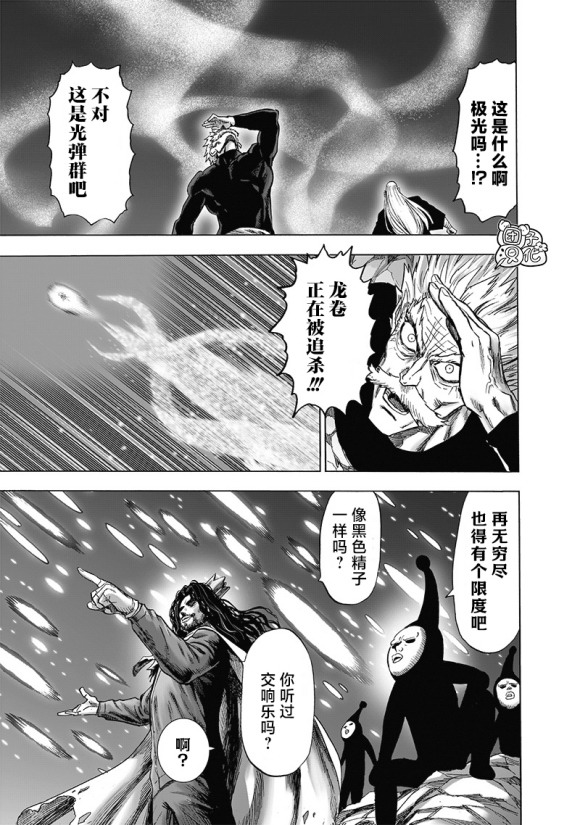 这是什么啊
极光吗…!?
不对
这是光弹群吧
龙卷
正在被追杀!!!
再无穷尽
也得有个限度吧
像黑色精子
一样吗?
你听过
交响乐吗?
啊?